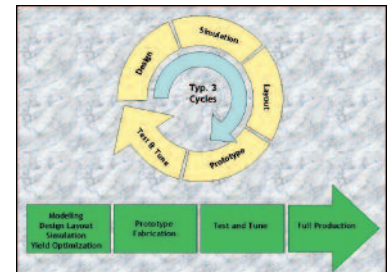 Simulation
Design
Layout
Typ. 3
Cycles
Test & Tune
Prototype
Modeling
Design Layout
Simulation
Yield Optimization
Prototype
Fabrication
Test and Tune
Full Production